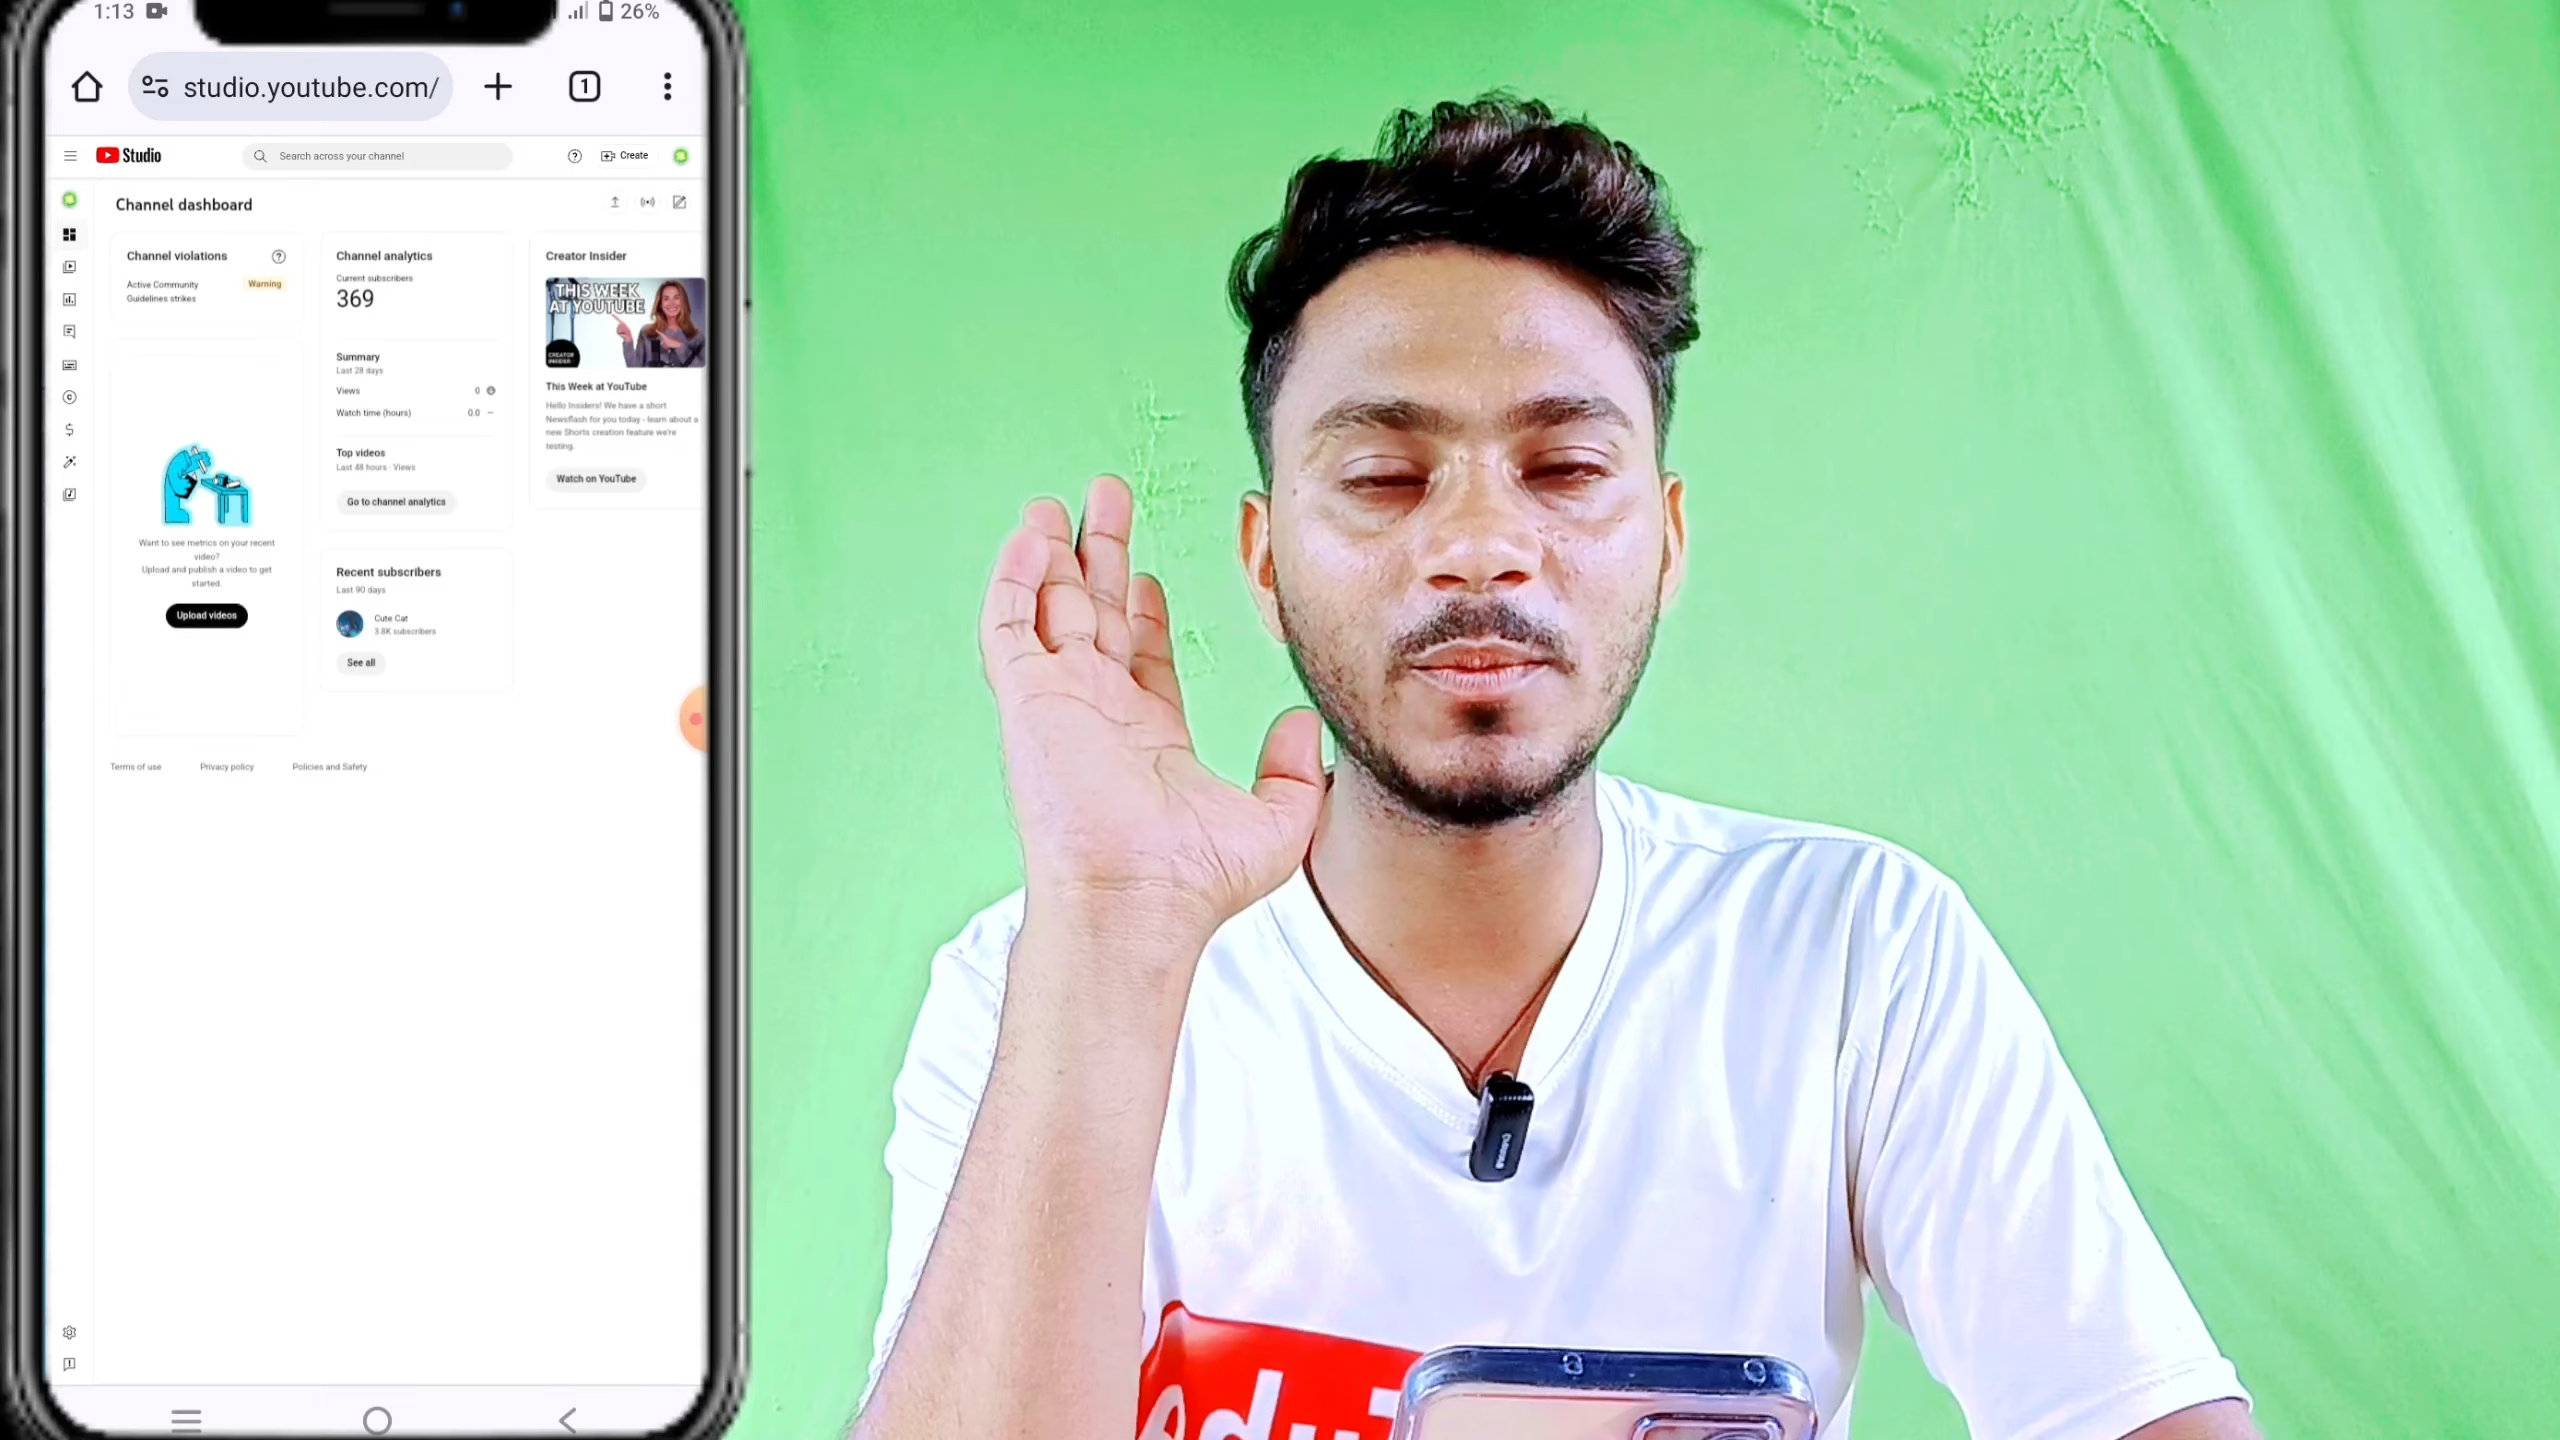 1:13
26%
studio.youtube.com/
1
Studio
Search across your channel
Create
Channel dashboard
Channel violations
Active Community
Guidelines strikes
Warning
Want to see metrics on your recent
video?
Upload and publish a video to get
started.
Upload videos
Channel analytics
Current subscribers
369
Summary
Last 28 days
Views 0
Watch time (hours) 0.0 –
Top videos
Last 48 hours · Views
Go to channel analytics
Recent subscribers
Last 90 days
Cute Cat
3.8K subscribers
See all
Creator Insider
THIS WEEK
AT YOUTUBE
CREATOR
INSIDER
This Week at YouTube
Hello Insiders! We have a short
Newsflash for you today - learn about a
new Shorts creation feature we're
testing.
Watch on YouTube
Terms of use Privacy policy Policies and Safety